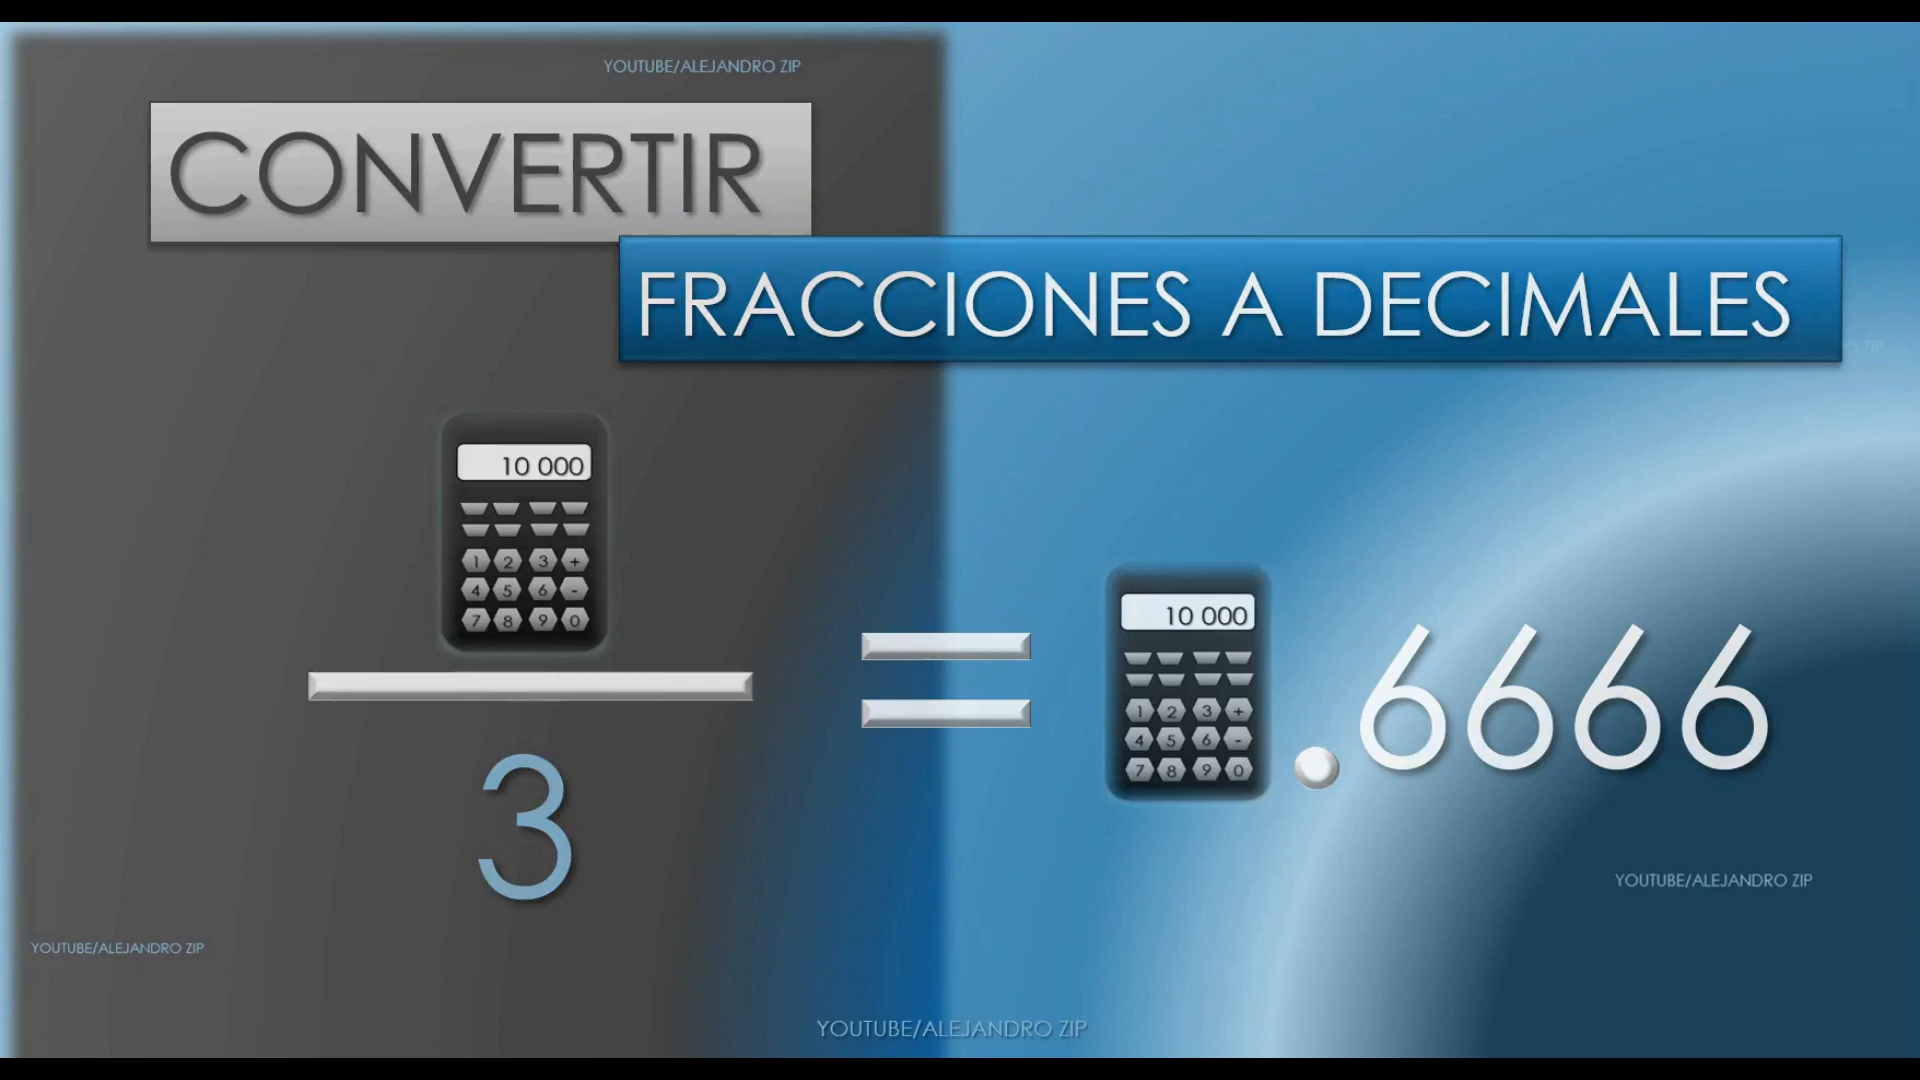 YOUTUBE/ALEJANDRO ZIP
CONVERTIR
FRACCIONES A DECIMALES
10 000
1 2 3 +
4 5 6 -
7 8 9 0
3
=
10 000
1 2 3 +
4 5 6 -
7 8 9 0
.6666
YOUTUBE/ALEJANDRO ZIP
YOUTUBE/ALEJANDRO ZIP
YOUTUBE/ALEJANDRO ZIP